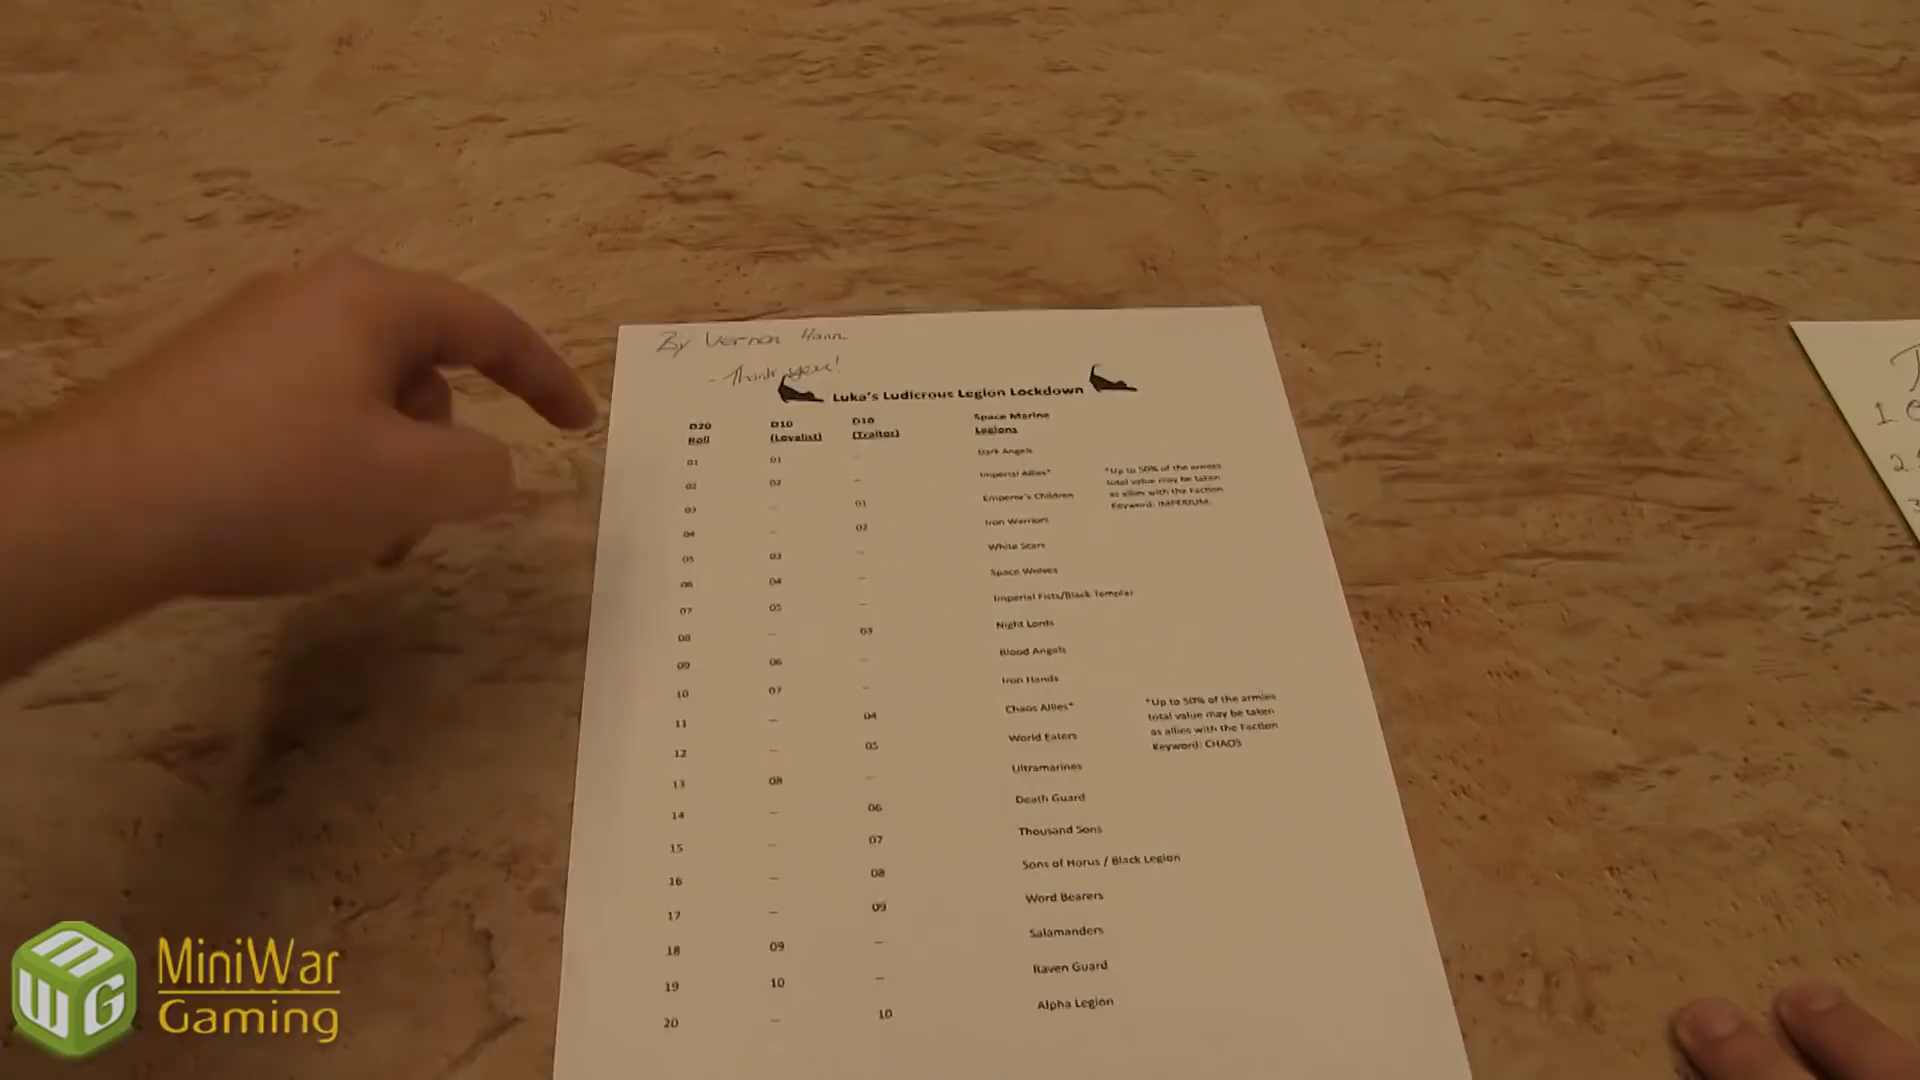 By Vernon Hann
- Thank you!
Luka's Ludicrous Legion Lockdown
D20 Roll D10 (Loyalist) D10 (Traitor) Space Marine Legions
01 01 -- Dark Angels
02 02 -- Imperial Allies* *Up to 50% of the armies total value may be taken as allies with the Faction Keyword: IMPERIUM.
03 -- 01 Emperor's Children
04 -- 02 Iron Warriors
05 03 -- White Scars
06 04 -- Space Wolves
07 05 -- Imperial Fists/Black Templar
08 -- 03 Night Lords
09 06 -- Blood Angels
10 07 -- Iron Hands
11 -- 04 Chaos Allies* *Up to 50% of the armies total value may be taken as allies with the Faction Keyword: CHAOS
12 -- 05 World Eaters
13 08 -- Ultramarines
14 -- 06 Death Guard
15 -- 07 Thousand Sons
16 -- 08 Sons of Horus / Black Legion
17 -- 09 Word Bearers
18 09 -- Salamanders
19 10 -- Raven Guard
20 -- 10 Alpha Legion
1.
2.
MWG
MiniWar
Gaming